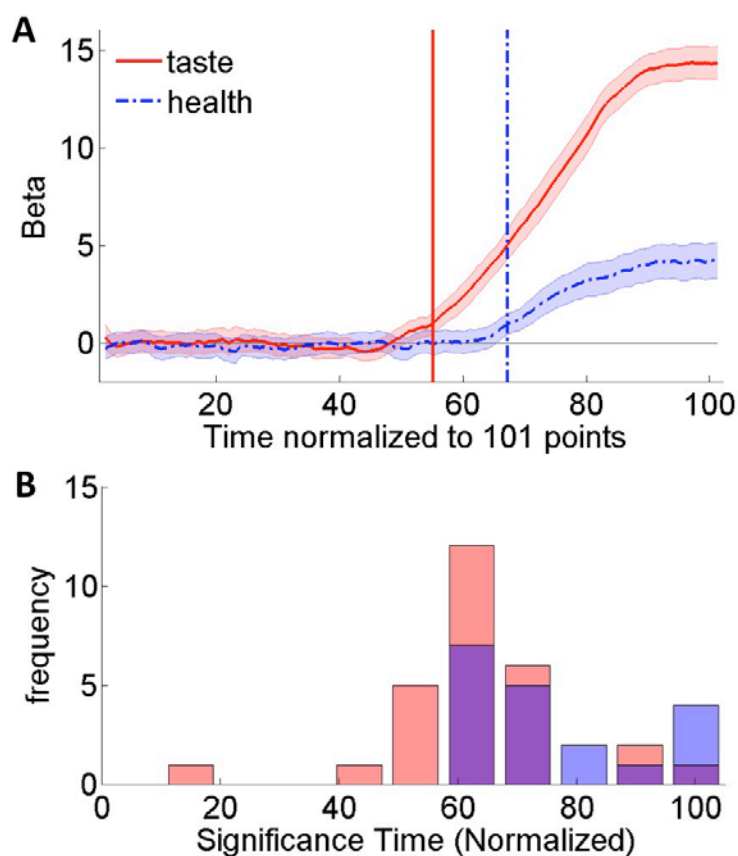 A
15
10
5
0
Beta
taste
health
20
40
60
80
100
Time normalized to 101 points
B
15
10
5
0
frequency
0
20
40
60
80
100
Significance Time (Normalized)